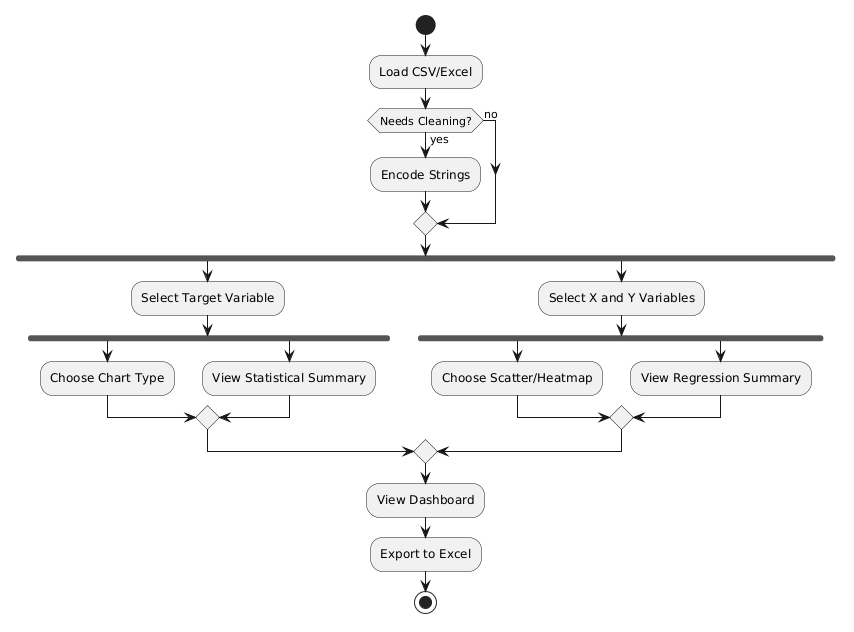 Load CSV/Excel
Needs Cleaning?
no
yes
Encode Strings
Select Target Variable
Select X and Y Variables
Choose Chart Type
View Statistical Summary
Choose Scatter/Heatmap
View Regression Summary
View Dashboard
Export to Excel